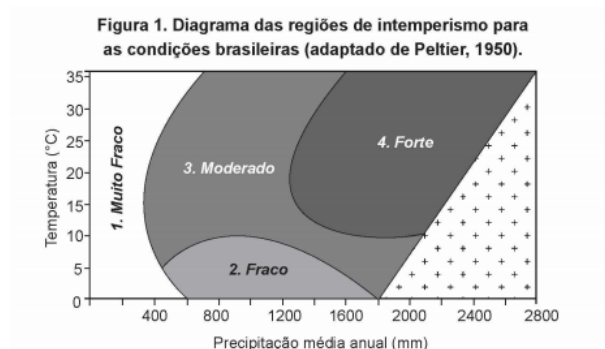 Figura 1. Diagrama das regiões de intemperismo para
as condições brasileiras (adaptado de Peltier, 1950).
Temperatura (°C)
35
30
25
20
15
10
5
0
1. Muito Fraco
3. Moderado
4. Forte
2. Fraco
400 800 1200 1600 2000 2400 2800
Precipitação média anual (mm)